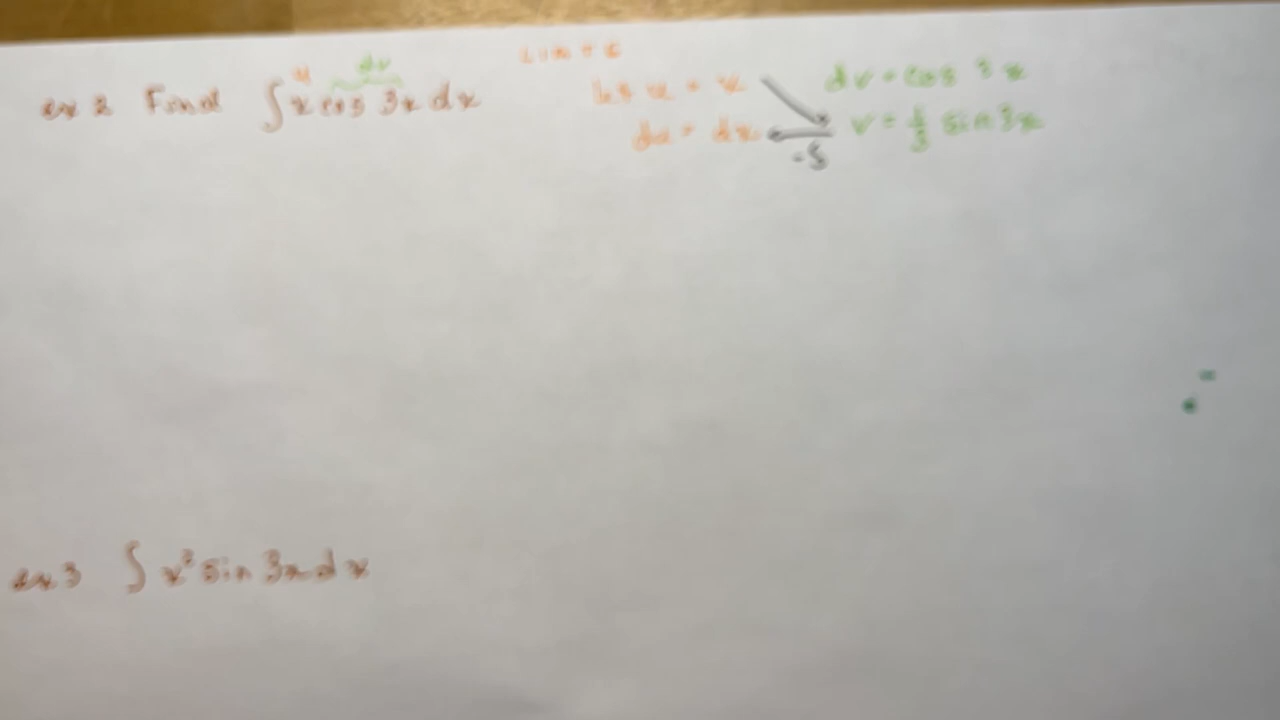 ex 2 Find ∫ x cos 3x dx
u dv
let u = x dv = cos 3x
du = dx v = 1/3 sin 3x
-∫
ex 3 ∫ x² sin 3x dx